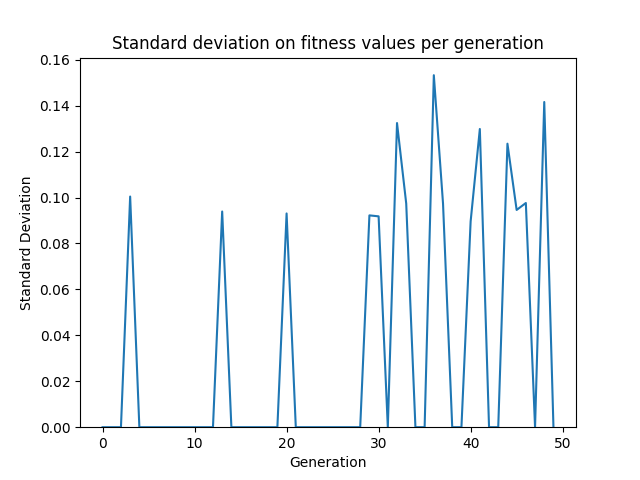 Standard deviation on fitness values per generation
0.16
0.14
0.12
0.10
0.08
0.06
0.04
0.02
0.00
Standard Deviation
0 10 20 30 40 50
Generation